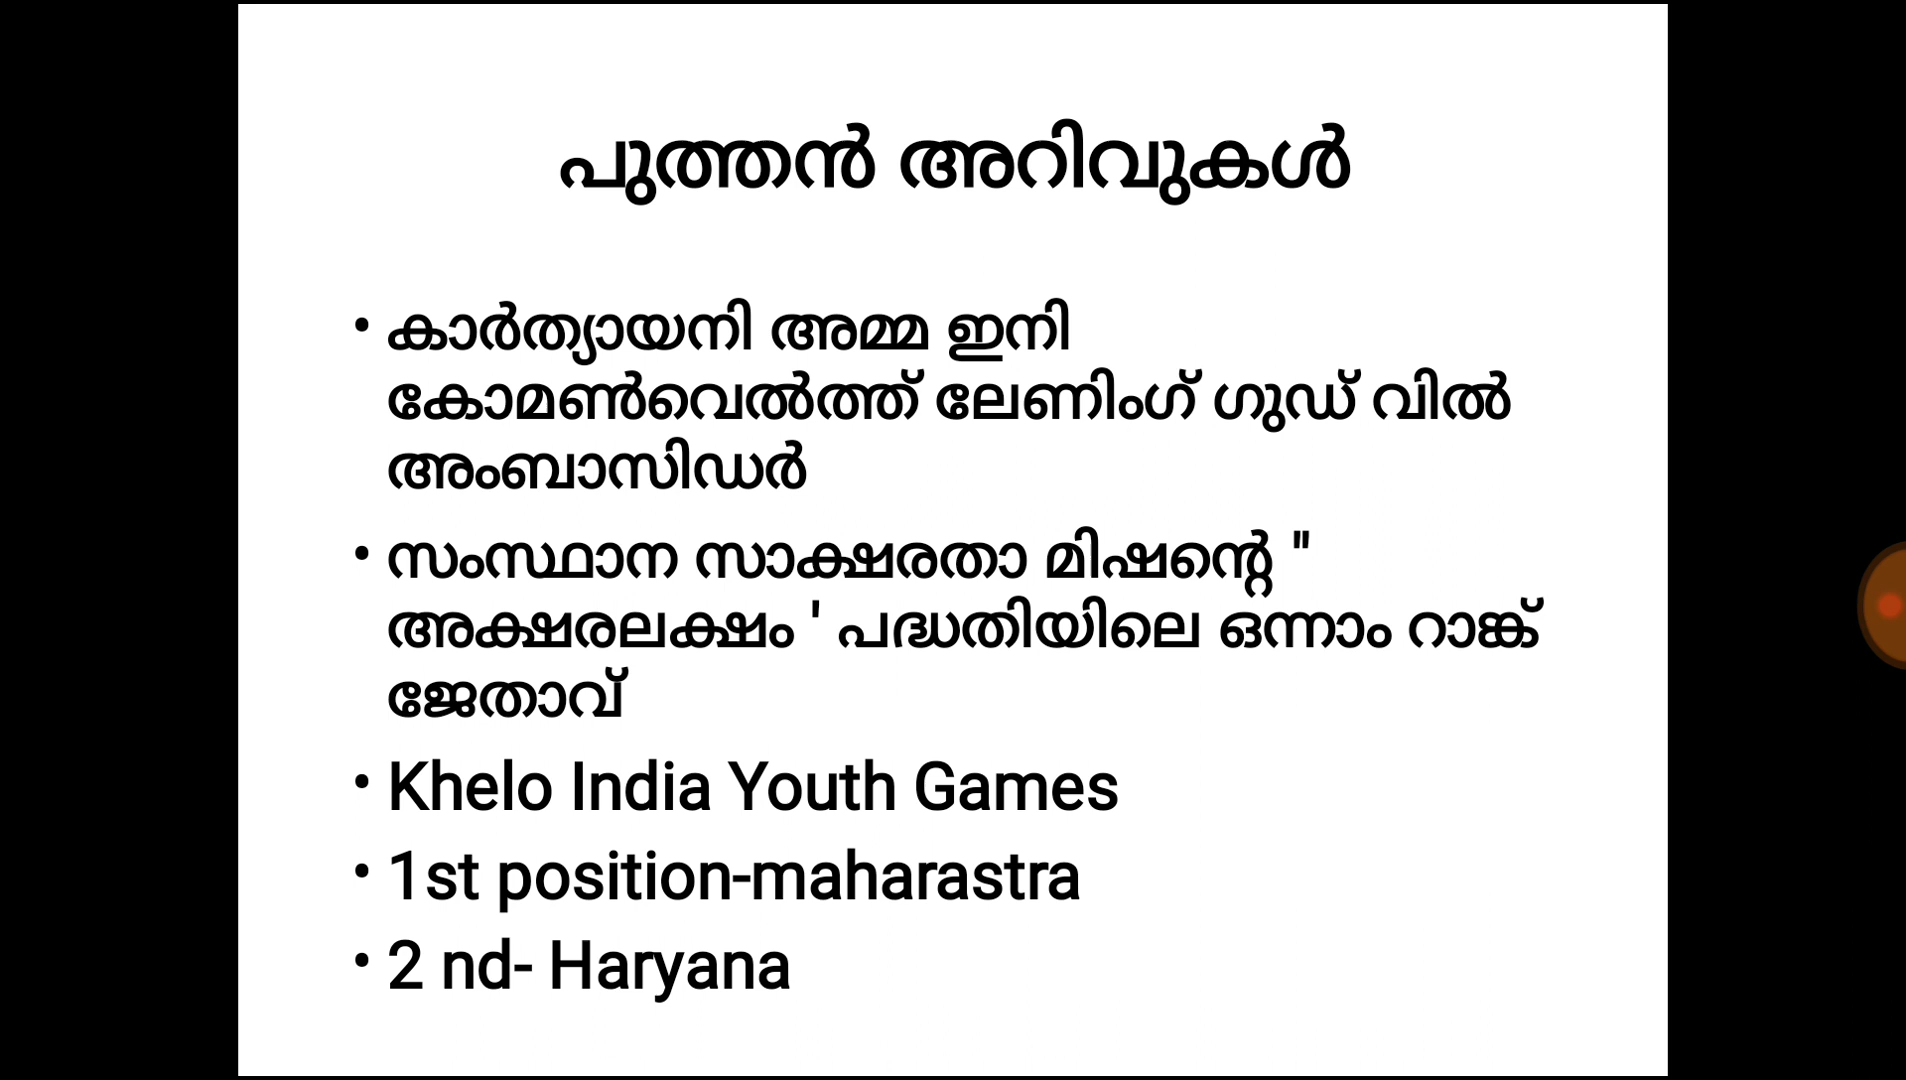 പുത്തൻ അറിവുകൾ
• കാർത്യായനി അമ്മ ഇനി
കോമൺവെൽത്ത് ലേണിംഗ് ഗുഡ് വിൽ
അംബാസിഡർ
• സംസ്ഥാന സാക്ഷരതാ മിഷന്റെ "
അക്ഷരലക്ഷം ' പദ്ധതിയിലെ ഒന്നാം റാങ്ക്
ജേതാവ്
• Khelo India Youth Games
• 1st position-maharastra
• 2 nd- Haryana